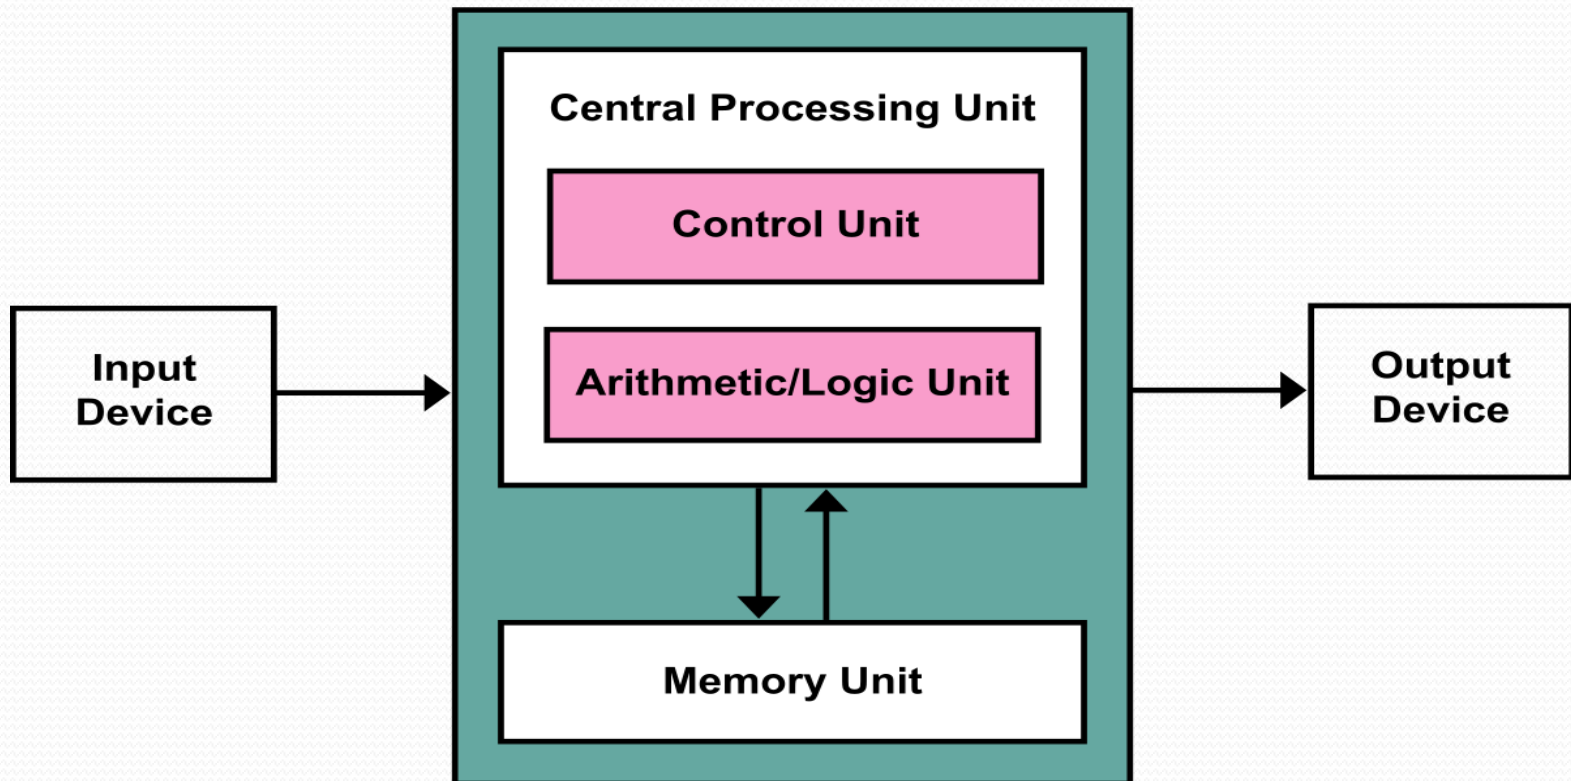 Central Processing Unit
Control Unit
Arithmetic/Logic Unit
Input
Device
Output
Device
Memory Unit